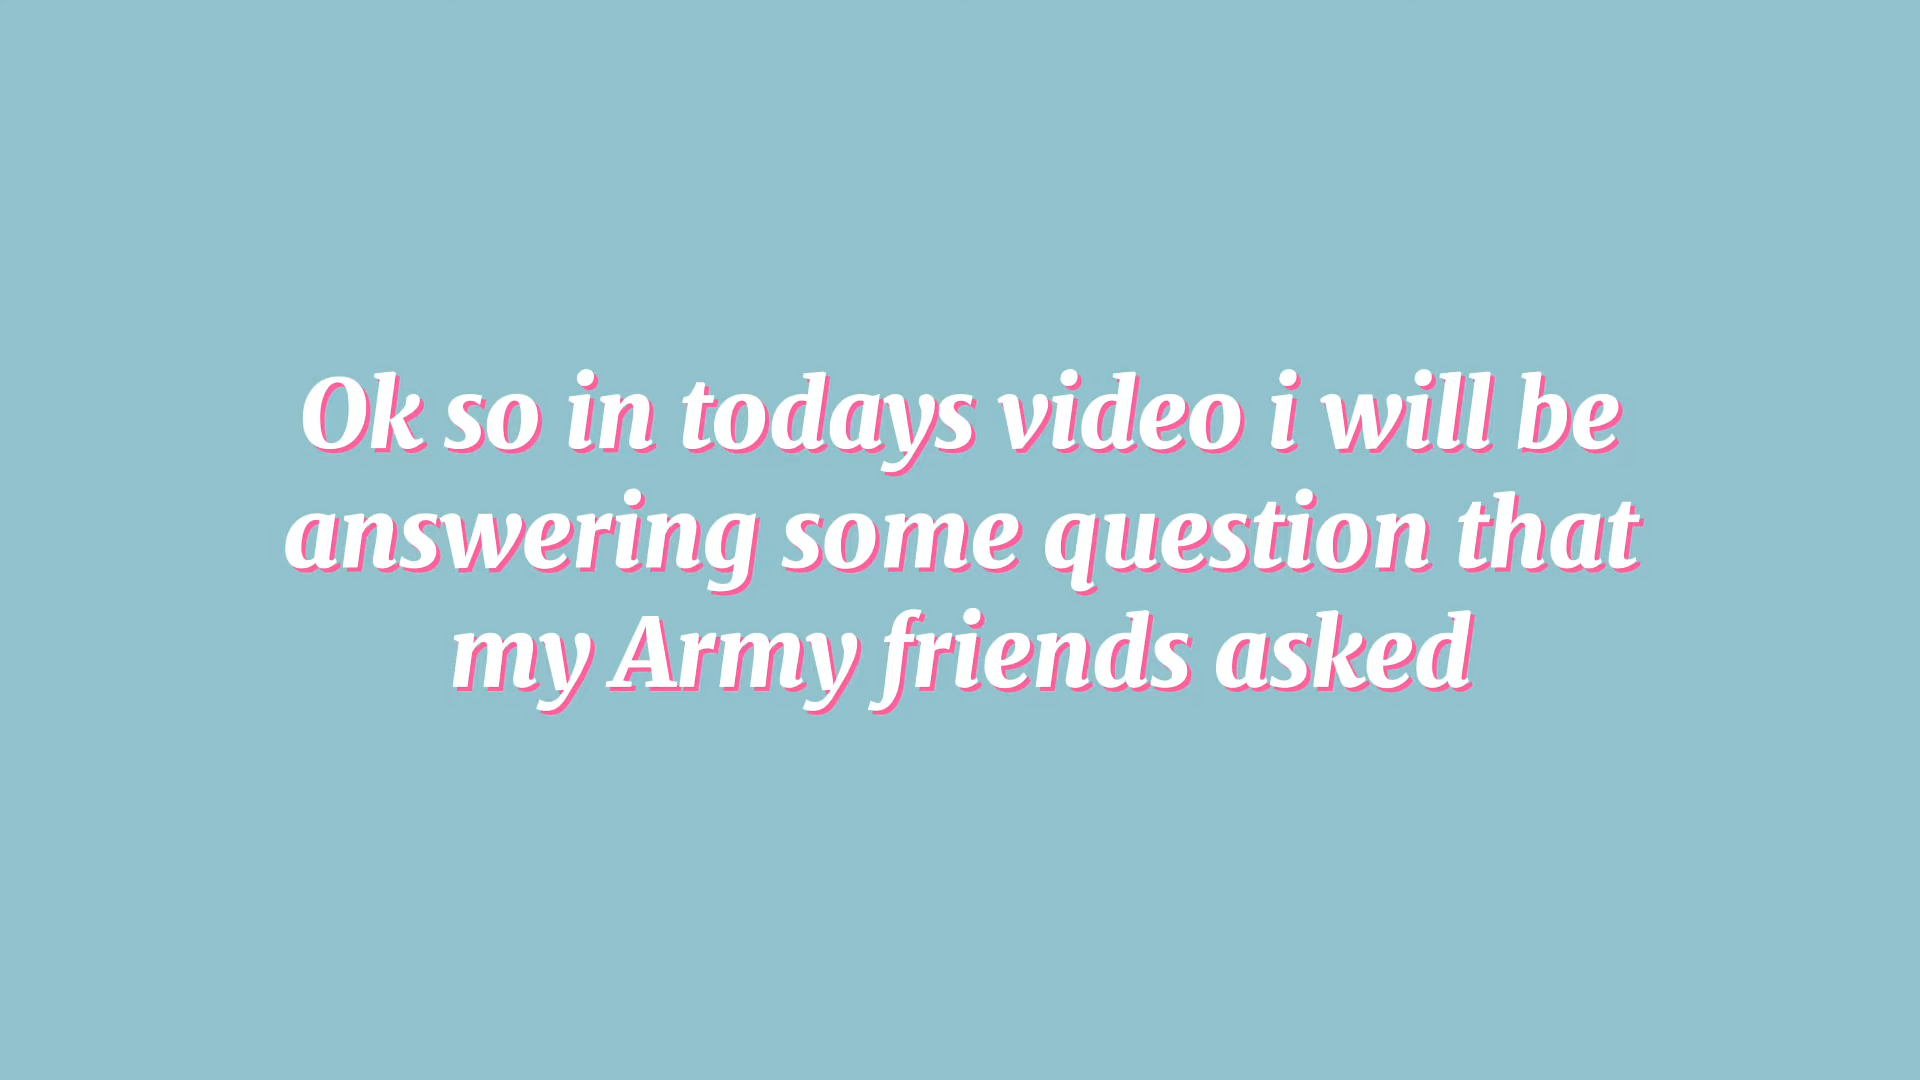 Ok so in todays video i will be
answering some question that
my Army friends asked